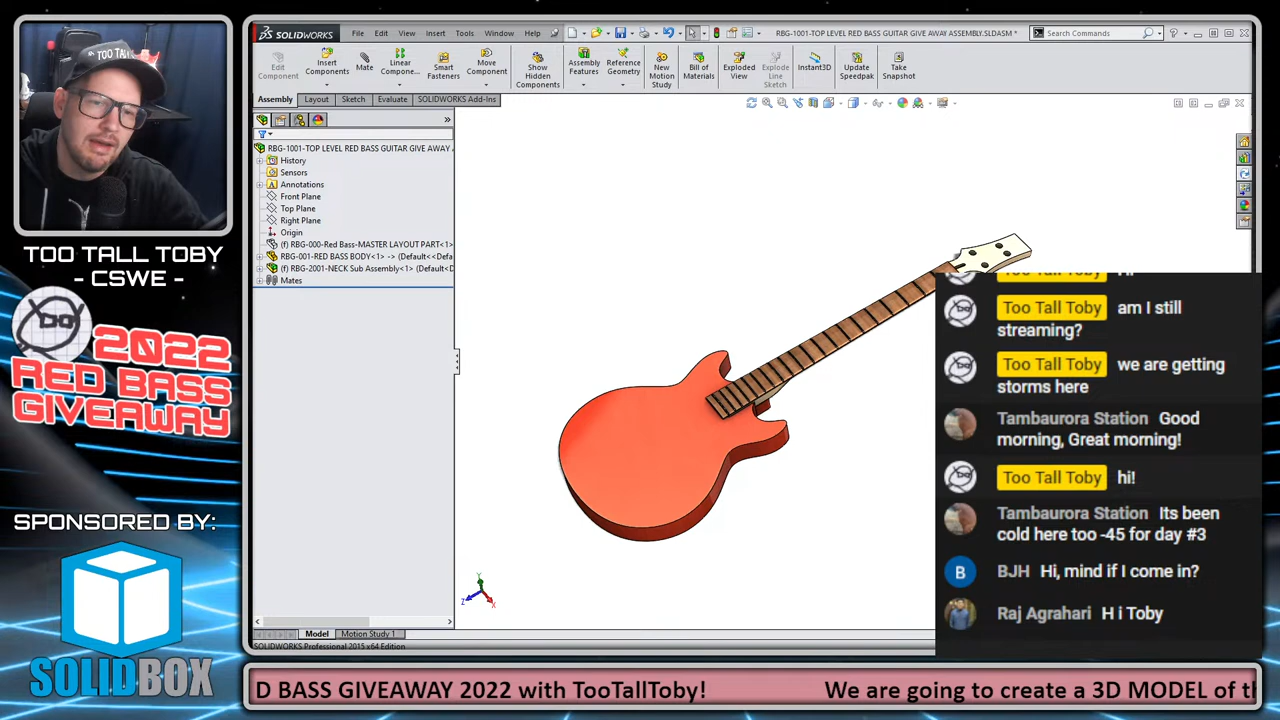 TOO TALL TOBY
- CSWE -
2022
RED BASS
GIVEAWAY
SPONSORED BY:
SOLIDBOX
SOLIDWORKS
File Edit View Insert Tools Window Help
RBG-1001-TOP LEVEL RED BASS GUITAR GIVE AWAY ASSEMBLY.SLDASM *
Search Commands
Edit
Component
Insert
Components
Mate
Linear
Compone...
Smart
Fasteners
Move
Component
Show
Hidden
Components
Assembly
Features
Reference
Geometry
New
Motion
Study
Bill of
Materials
Exploded
View
Explode
Line
Sketch
Instant3D
Update
Speedpak
Take
Snapshot
Assembly Layout Sketch Evaluate SOLIDWORKS Add-Ins
RBG-1001-TOP LEVEL RED BASS GUITAR GIVE AWAY
History
Sensors
Annotations
Front Plane
Top Plane
Right Plane
Origin
(f) RBG-000-Red Bass-MASTER LAYOUT PART<1>
RBG-001-RED BASS BODY<1> -> (Default<<Defa
(f) RBG-2001-NECK Sub Assembly<1> (Default<D
Mates
Y
Z
X
Model Motion Study 1
SOLIDWORKS Professional 2015 x64 Edition
Too Tall Toby am I still
streaming?
Too Tall Toby we are getting
storms here
Tambaurora Station Good
morning, Great morning!
Too Tall Toby hi!
Tambaurora Station Its been
cold here too -45 for day #3
B
BJH Hi, mind if I come in?
Raj Agrahari H i Toby
D BASS GIVEAWAY 2022 with TooTallToby! We are going to create a 3D MODEL of